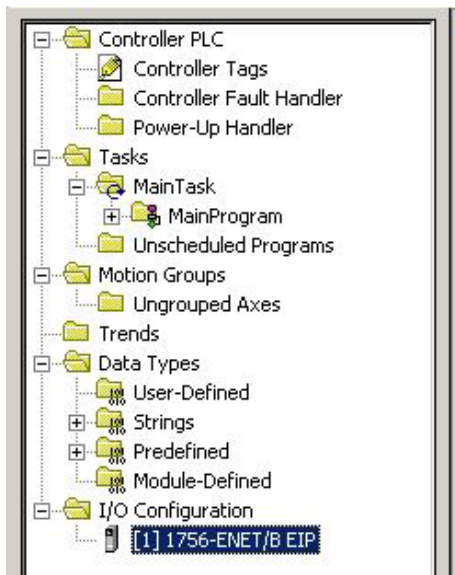 Controller PLC
Controller Tags
Controller Fault Handler
Power-Up Handler
Tasks
MainTask
MainProgram
Unscheduled Programs
Motion Groups
Ungrouped Axes
Trends
Data Types
User-Defined
Strings
Predefined
Module-Defined
I/O Configuration
[1] 1756-ENET/B EIP